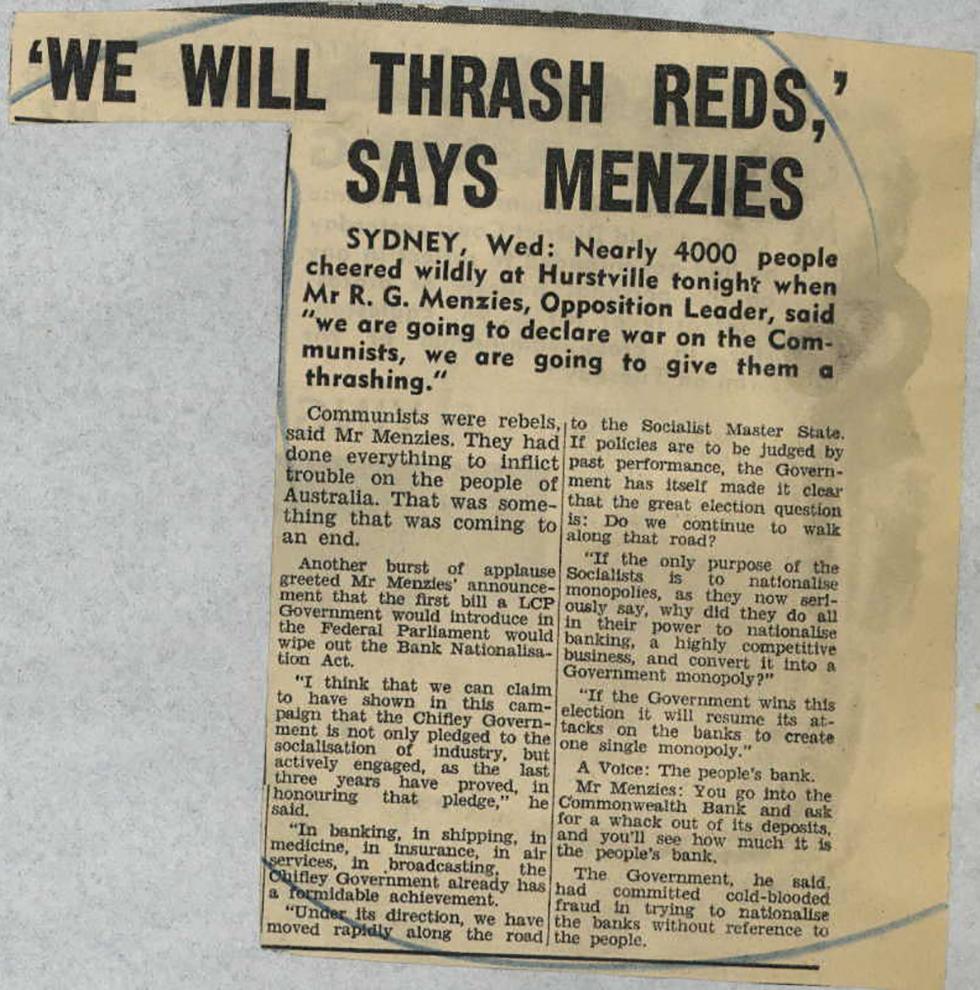 'WE WILL THRASH REDS,'
SAYS MENZIES
SYDNEY, Wed: Nearly 4000 people
cheered wildly at Hurstville tonight when
Mr R. G. Menzies, Opposition Leader, said
"we are going to declare war on the Com-
munists, we are going to give them a
thrashing."
Communists were rebels,
said Mr Menzies. They had
done everything to inflict
trouble on the people of
Australia. That was some-
thing that was coming to
an end.
Another burst of applause
greeted Mr Menzies' announce-
ment that the first bill a LCP
Government would introduce in
the Federal Parliament would
wipe out the Bank Nationalisa-
tion Act.
"I think that we can claim
to have shown in this cam-
paign that the Chifley Govern-
ment is not only pledged to the
socialisation of industry, but
actively engaged, as the last
three years have proved, in
honouring that pledge," he
said.
"In banking, in shipping, in
medicine, in insurance, in air
services, in broadcasting, the
Chifley Government already has
a formidable achievement.
"Under its direction, we have
moved rapidly along the road
to the Socialist Master State.
If policies are to be judged by
past performance, the Govern-
ment has itself made it clear
that the great election question
is: Do we continue to walk
along that road?
"If the only purpose of the
Socialists is to nationalise
monopolies, as they now seri-
ously say, why did they do all
in their power to nationalise
banking, a highly competitive
business, and convert it into a
Government monopoly?"
"If the Government wins this
election it will resume its at-
tacks on the banks to create
one single monopoly."
A Voice: The people's bank.
Mr Menzies: You go into the
Commonwealth Bank and ask
for a whack out of its deposits,
and you'll see how much it is
the people's bank.
The Government, he said,
had committed cold-blooded
fraud in trying to nationalise
the banks without reference to
the people.